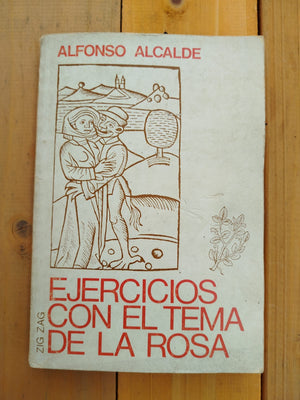 ALFONSO ALCALDE
EJERCICIOS
CON EL TEMA
DE LA ROSA
ZIG ZAG